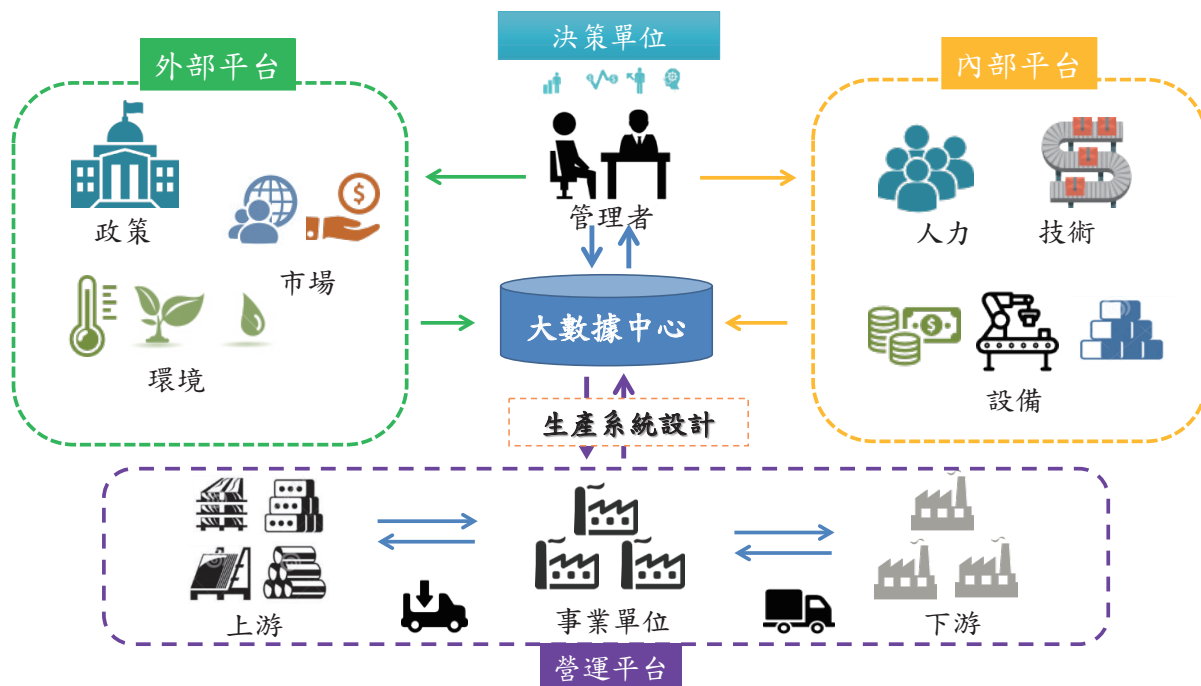 決策單位
外部平台
內部平台
政策
市場
環境
管理者
人力
技術
設備
大數據中心
生產系統設計
上游
事業單位
下游
營運平台